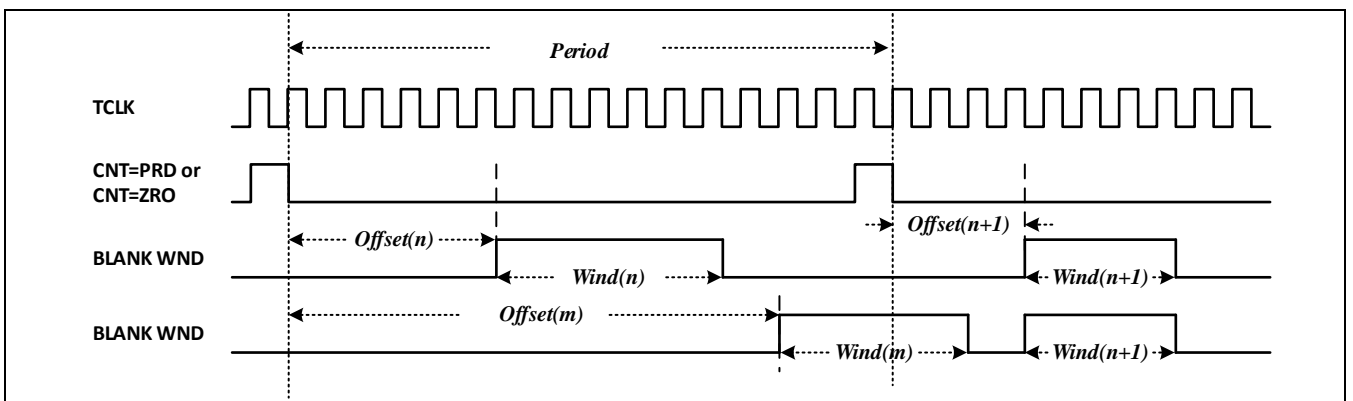 Period
TCLK
CNT=PRD or
CNT=ZRO
Offset(n)
Offset(n+1)
BLANK WND
Wind(n)
Wind(n+1)
Offset(m)
BLANK WND
Wind(m)
Wind(n+1)